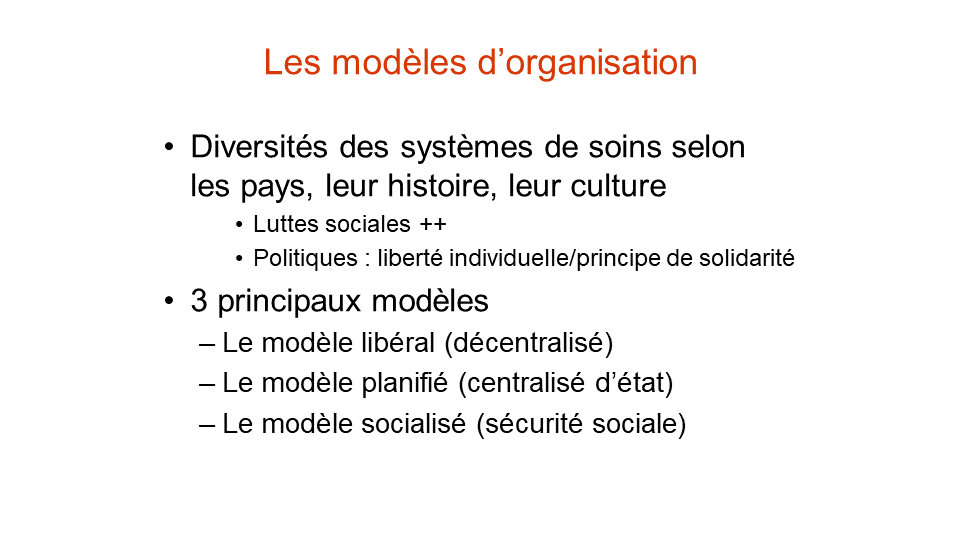 Les modèles d’organisation
• Diversités des systèmes de soins selon
les pays, leur histoire, leur culture
• Luttes sociales ++
• Politiques : liberté individuelle/principe de solidarité
• 3 principaux modèles
– Le modèle libéral (décentralisé)
– Le modèle planifié (centralisé d’état)
– Le modèle socialisé (sécurité sociale)